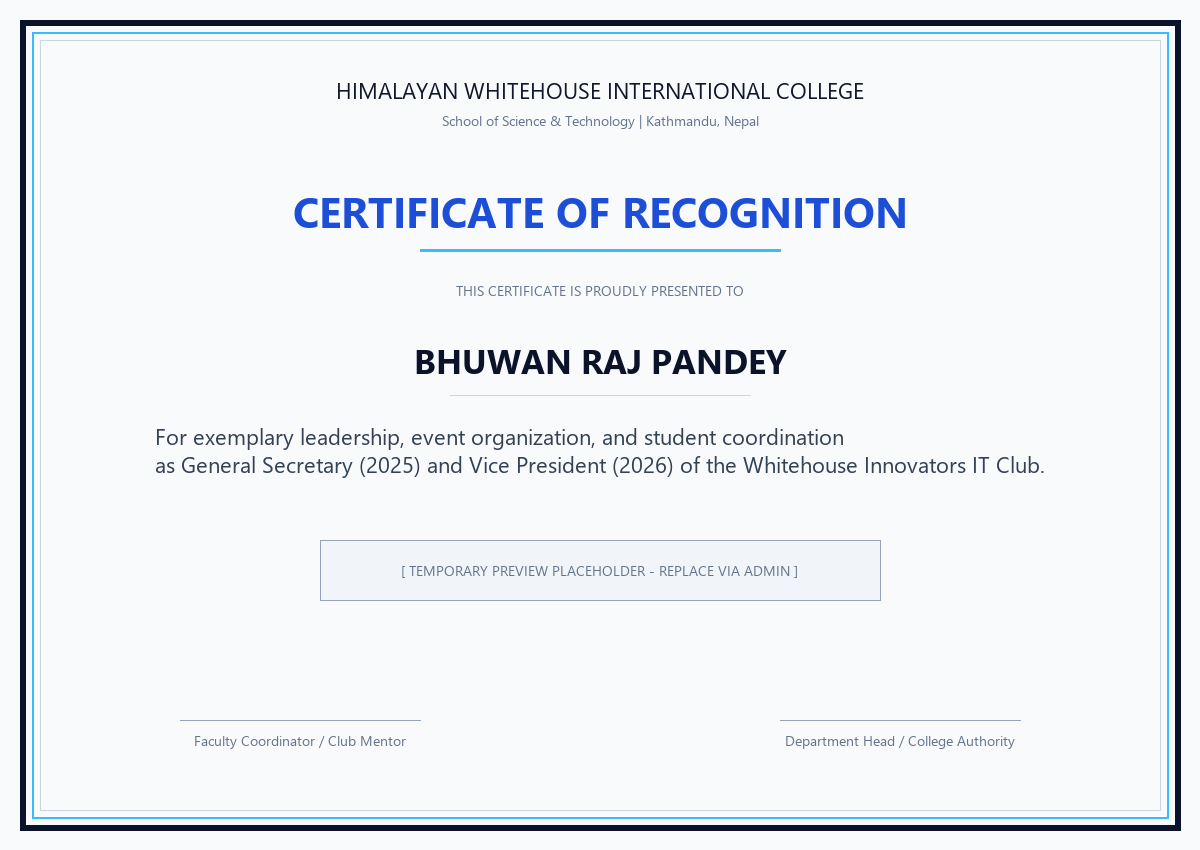 HIMALAYAN WHITEHOUSE INTERNATIONAL COLLEGE
School of Science & Technology | Kathmandu, Nepal
CERTIFICATE OF RECOGNITION
THIS CERTIFICATE IS PROUDLY PRESENTED TO
BHUWAN RAJ PANDEY
For exemplary leadership, event organization, and student coordination
as General Secretary (2025) and Vice President (2026) of the Whitehouse Innovators IT Club.
[ TEMPORARY PREVIEW PLACEHOLDER - REPLACE VIA ADMIN ]
Faculty Coordinator / Club Mentor
Department Head / College Authority